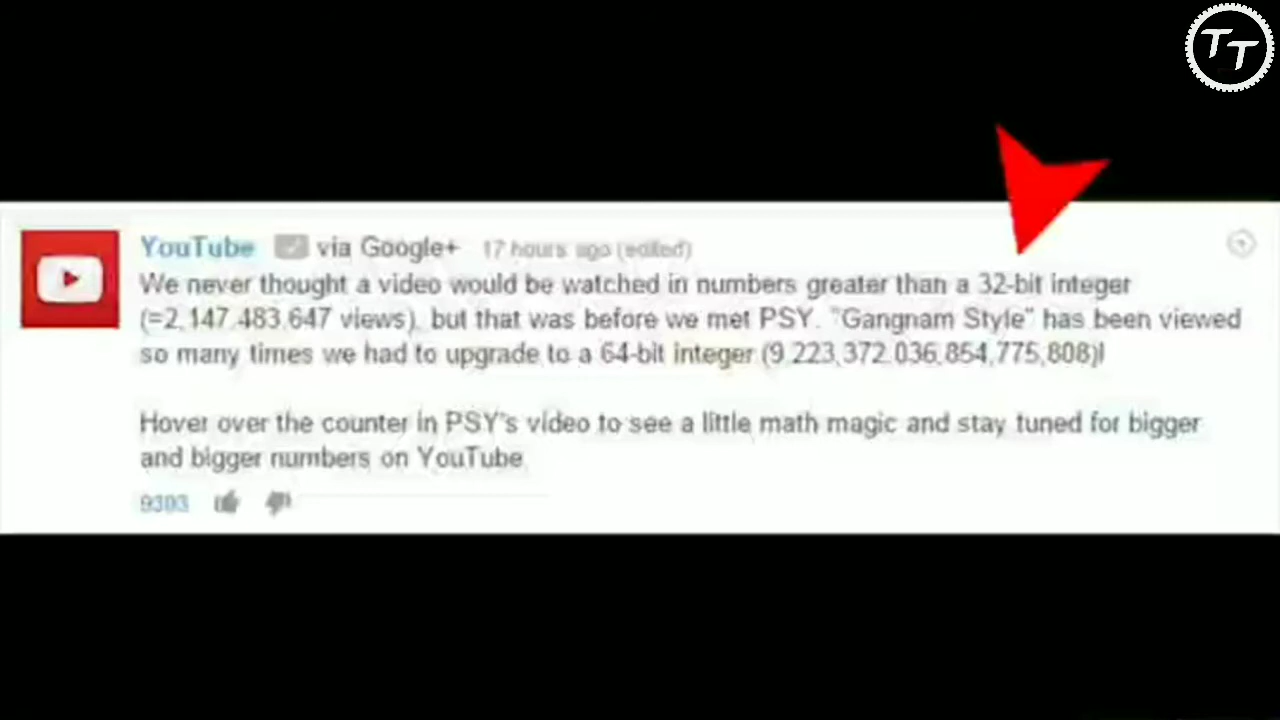 TT
YouTube via Google+ 17 hours ago (edited)
We never thought a video would be watched in numbers greater than a 32-bit integer
(=2,147,483,647 views), but that was before we met PSY. "Gangnam Style" has been viewed
so many times we had to upgrade to a 64-bit integer (9,223,372,036,854,775,808)!
Hover over the counter in PSY's video to see a little math magic and stay tuned for bigger
and bigger numbers on YouTube.